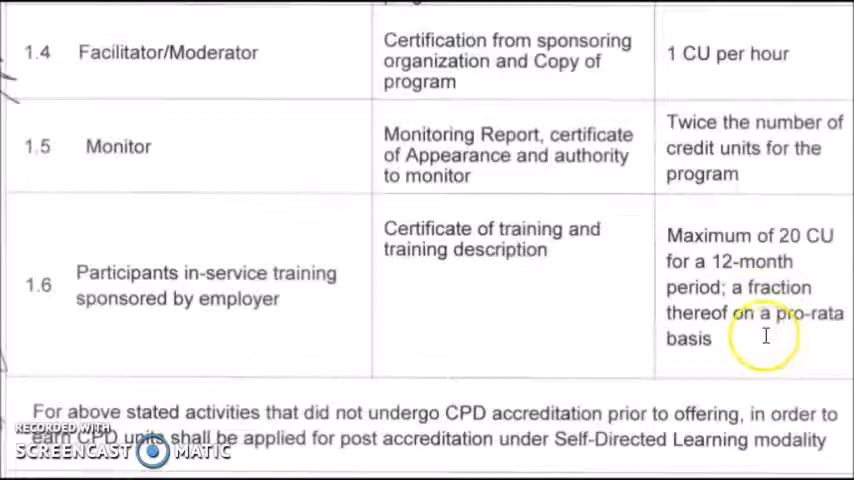 1.4 Facilitator/Moderator
Certification from sponsoring
organization and Copy of
program
1 CU per hour
1.5 Monitor
Monitoring Report, certificate
of Appearance and authority
to monitor
Twice the number of
credit units for the
program
1.6 Participants in-service training
sponsored by employer
Certificate of training and
training description
Maximum of 20 CU
for a 12-month
period; a fraction
thereof on a pro-rata
basis
For above stated activities that did not undergo CPD accreditation prior to offering, in order to
earn CPD units shall be applied for post accreditation under Self-Directed Learning modality
RECORDED WITH
SCREENCAST MATIC